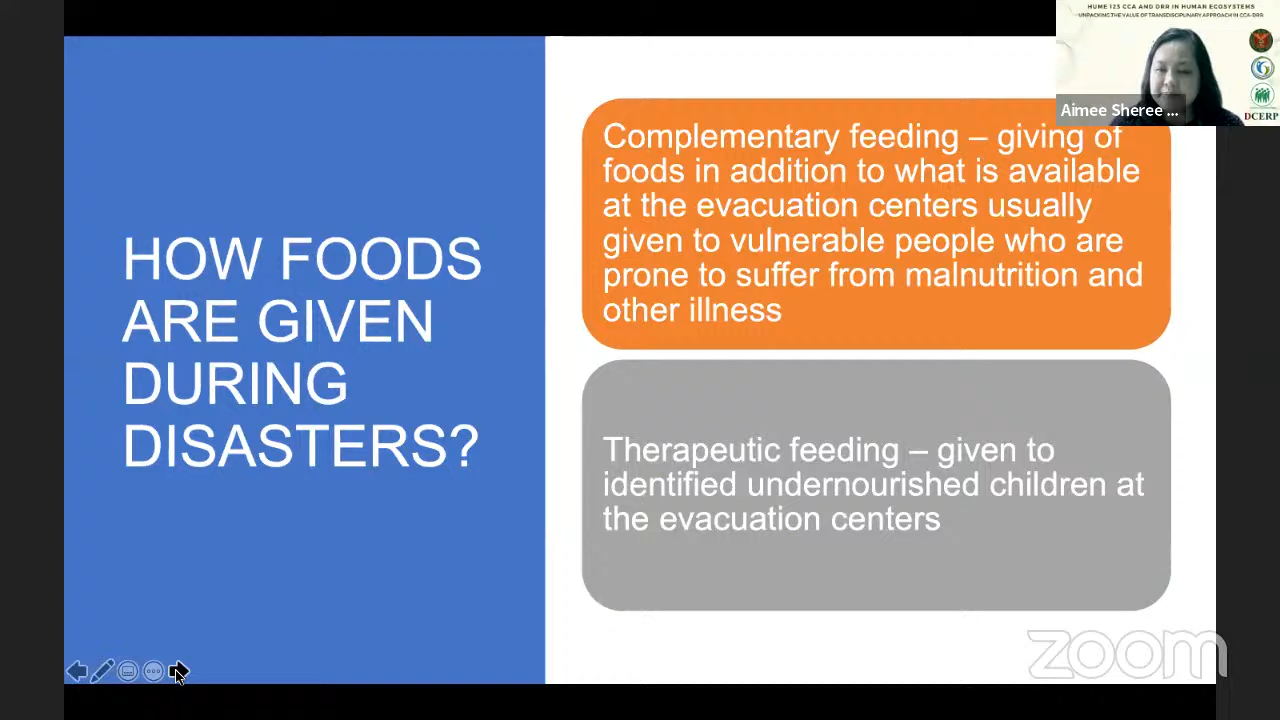 HUME 123 CCA AND DRR IN HUMAN ECOSYSTEMS
UNPACKING THE VALUE OF TRANSDISCIPLINARY APPROACH IN CCA-DRR
Aimee Sheree ...
DCERP
HOW FOODS
ARE GIVEN
DURING
DISASTERS?
Complementary feeding – giving of
foods in addition to what is available
at the evacuation centers usually
given to vulnerable people who are
prone to suffer from malnutrition and
other illness
Therapeutic feeding – given to
identified undernourished children at
the evacuation centers
zoom